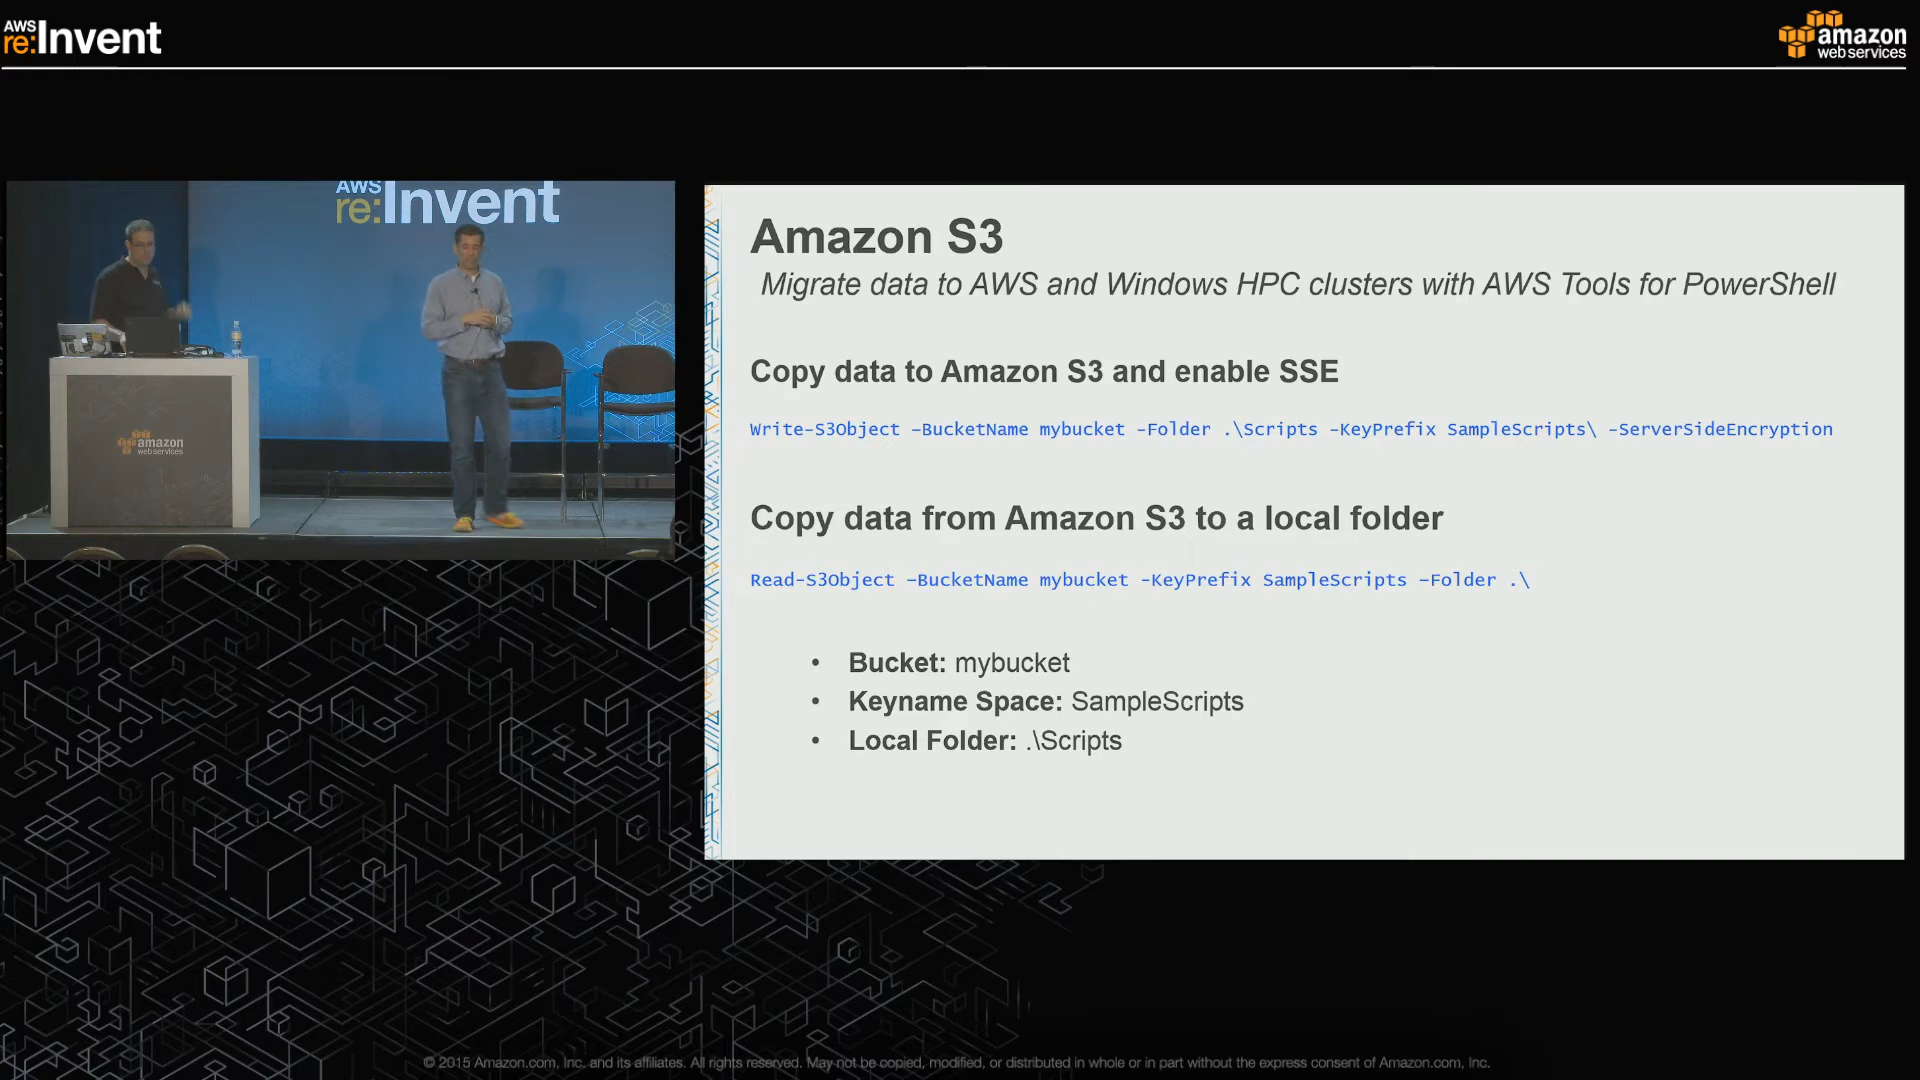 AWS
re:Invent
amazon
web services
AWS
re:Invent
amazon
web services
Amazon S3
Migrate data to AWS and Windows HPC clusters with AWS Tools for PowerShell
Copy data to Amazon S3 and enable SSE
Write-S3Object –BucketName mybucket -Folder .\Scripts -KeyPrefix SampleScripts\ -ServerSideEncryption
Copy data from Amazon S3 to a local folder
Read-S3Object –BucketName mybucket -KeyPrefix SampleScripts –Folder .\
• Bucket: mybucket
• Keyname Space: SampleScripts
• Local Folder: .\Scripts
© 2015 Amazon.com, Inc. and its affiliates. All rights reserved. May not be copied, modified, or distributed in whole or in part without the express consent of Amazon.com, Inc.